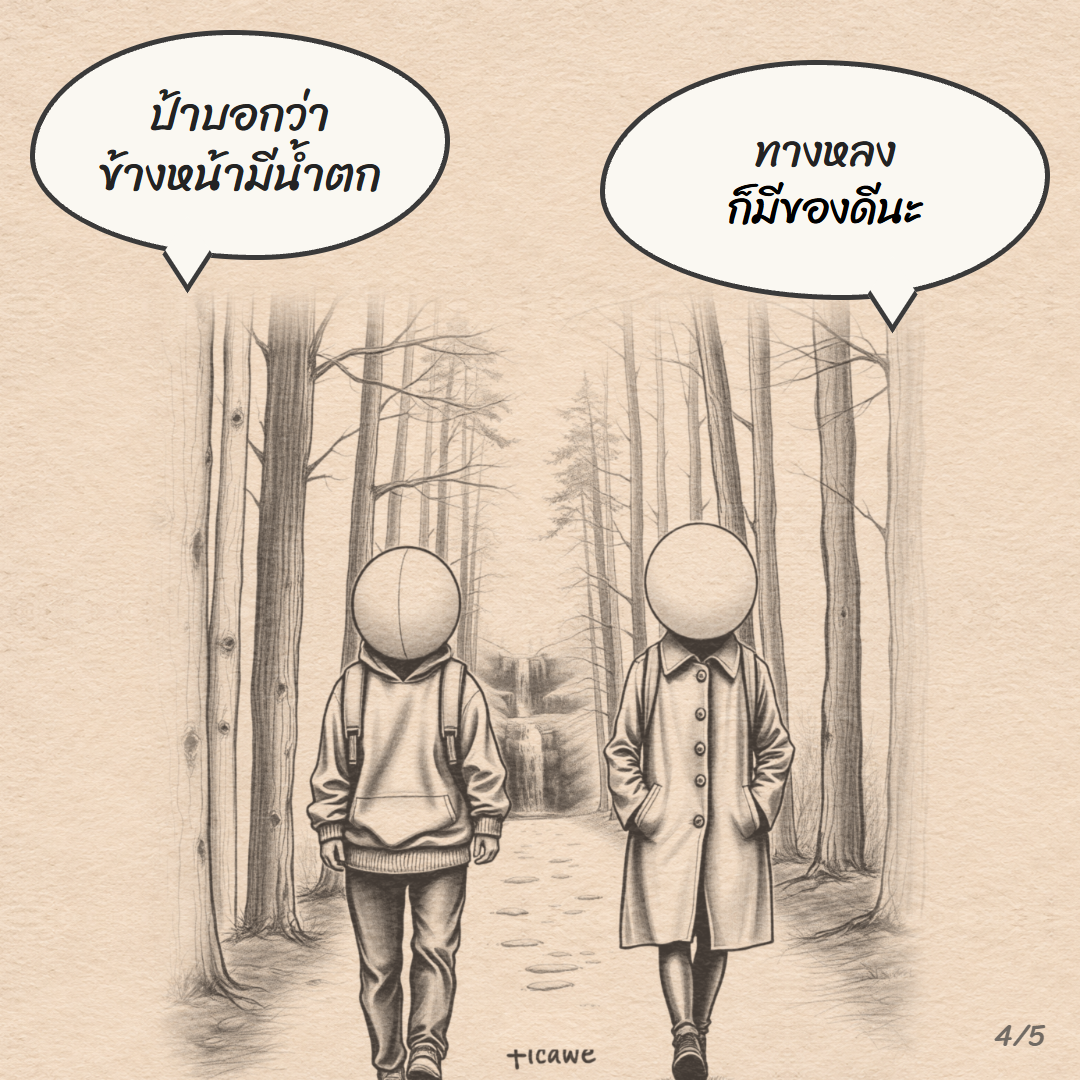 ป้าบอกว่า
ข้างหน้ามีน้ำตก
ทางหลง
ก็มีของดีนะ
ticawe
4/5